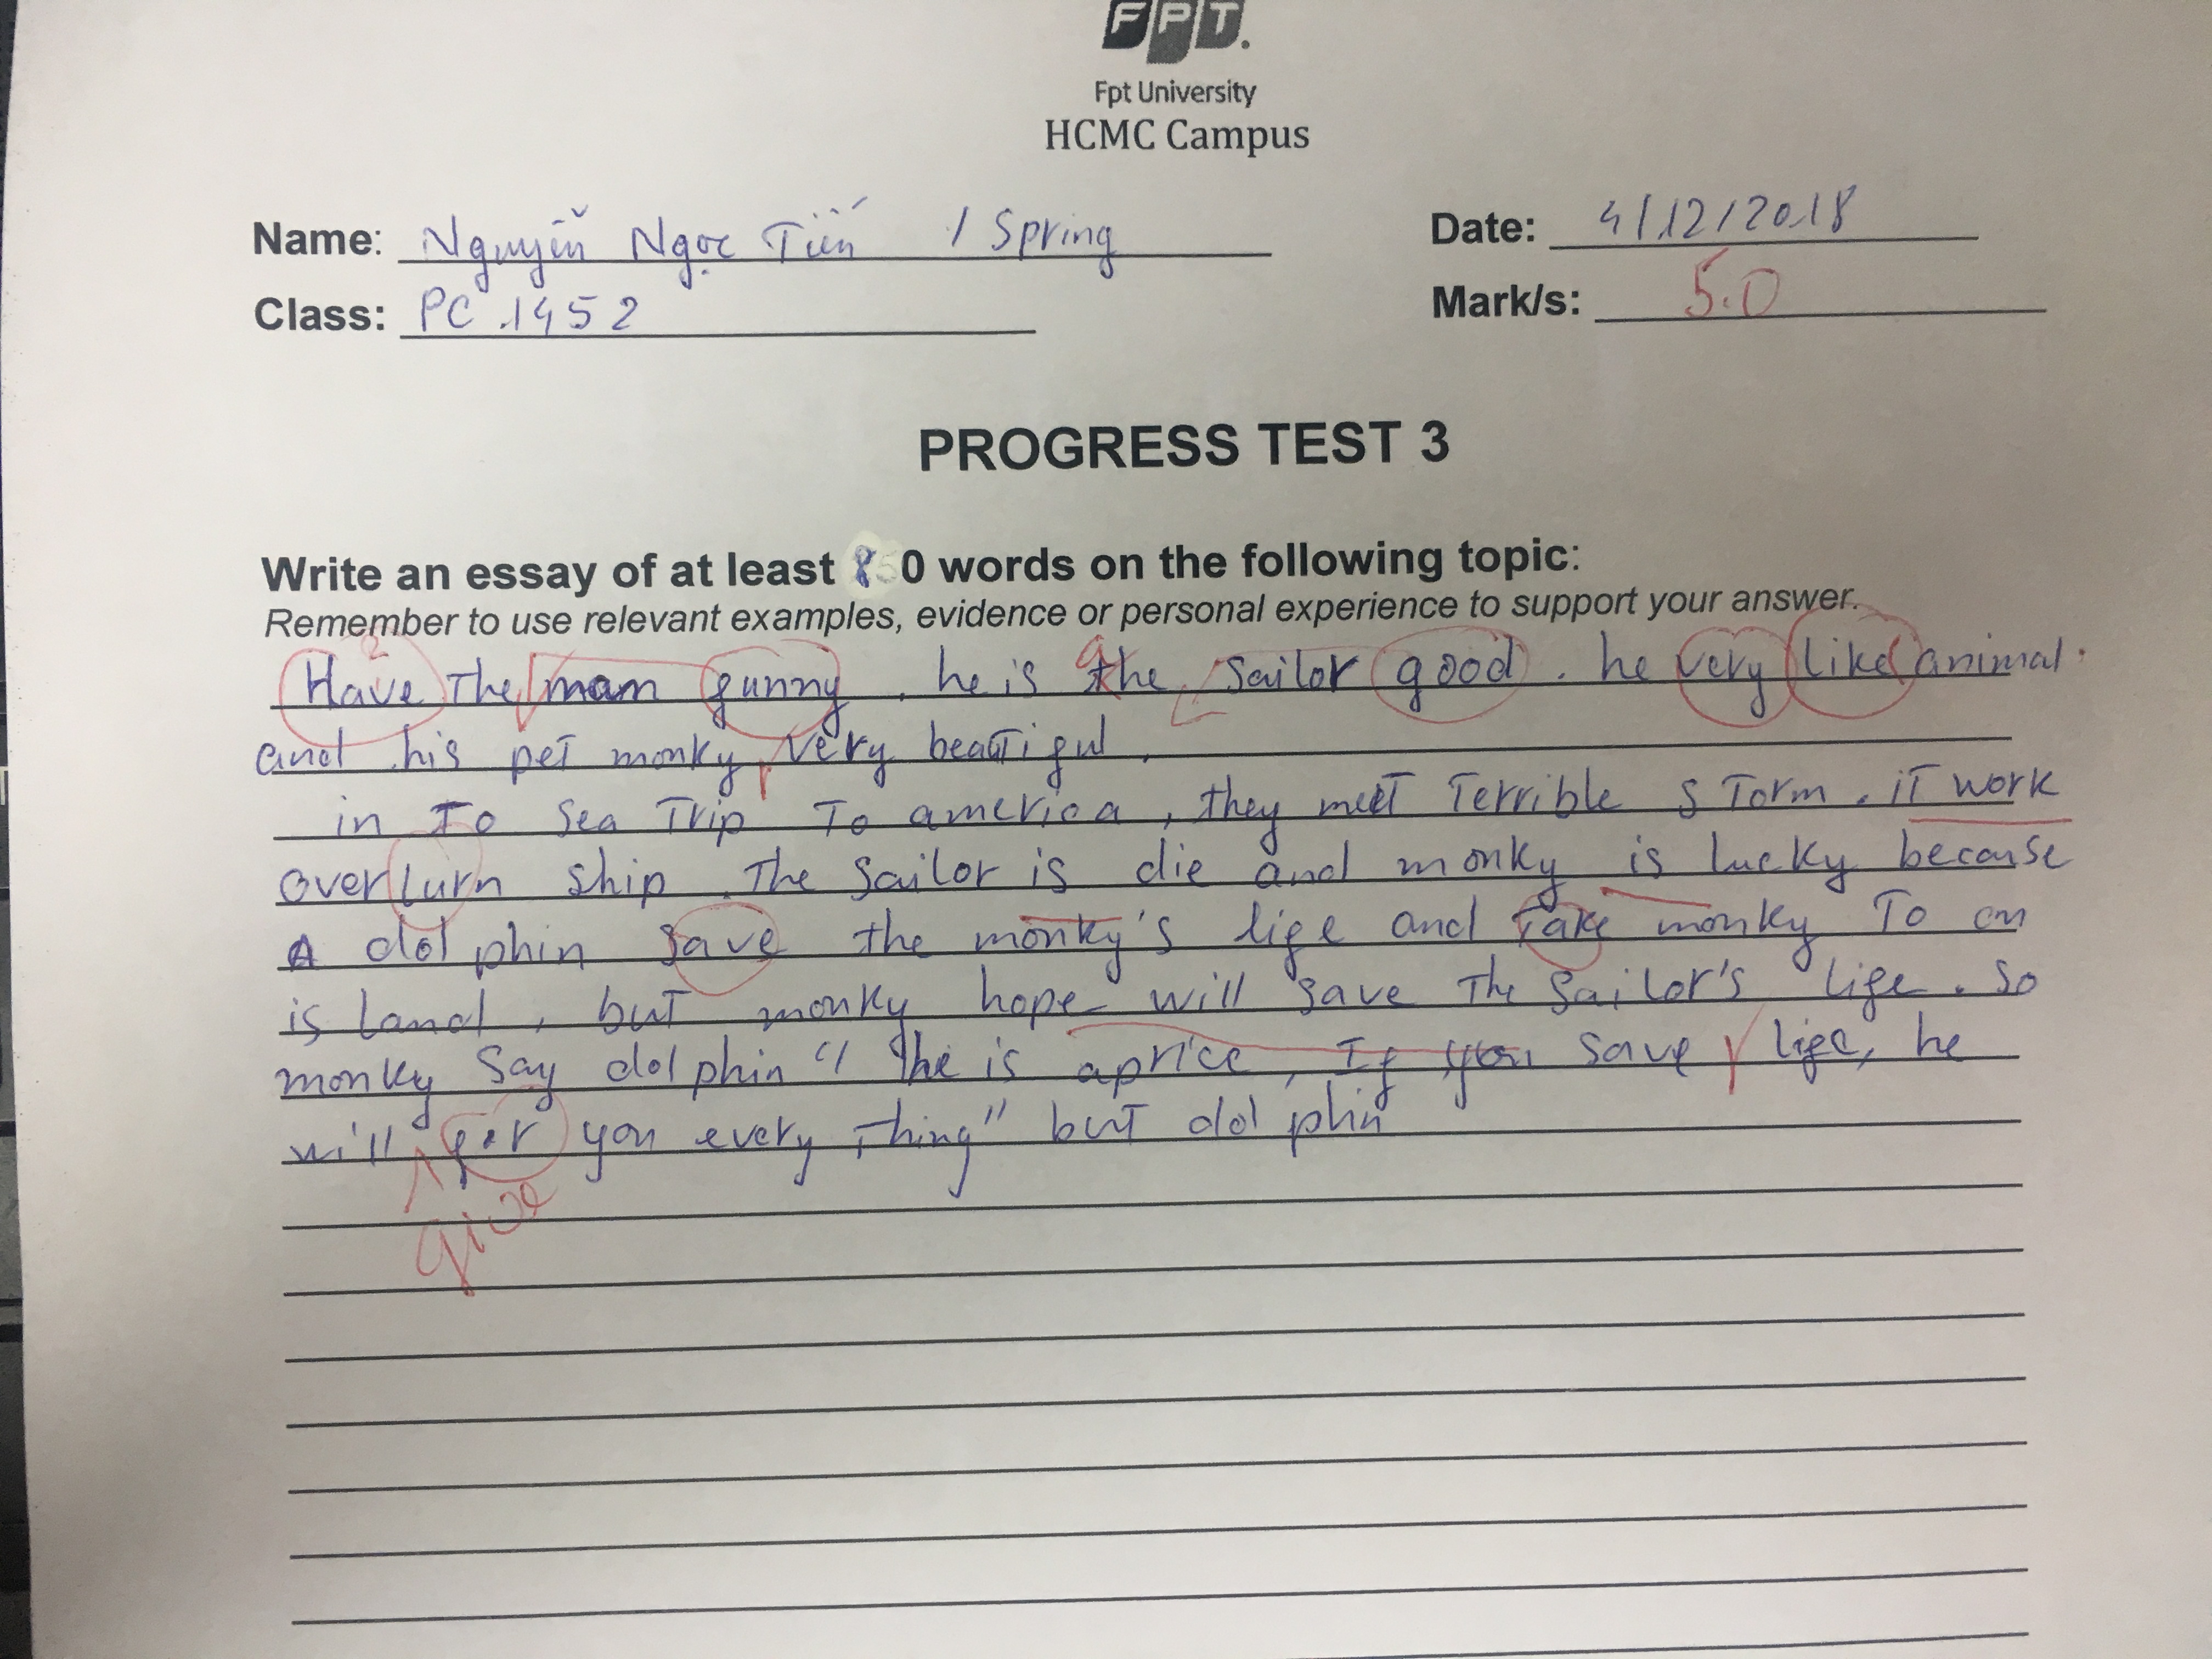 FPT.
Fpt University
HCMC Campus
Name: Nguyễn Ngọc Tiến / Spring
Date: 4/12/2018
Class: PC.1452
Mark/s: 5.0
PROGRESS TEST 3
Write an essay of at least 80 words on the following topic:
Remember to use relevant examples, evidence or personal experience to support your answer.
?
Have The man funny , he is the sailor good . he very like animal .
a
and his pet monky very beautiful .
in To Sea Trip To america , they meet Terrible sTorm . iT work
overlurn ship . The Sailor is die and monky is lucky because
A dolphin save the monky's life and Take monky To an
island , but monky hope will save The Sailor's life . So
monky Say dolphin " he is a price , If you save life , he
will for you every thing" but dolphin
give